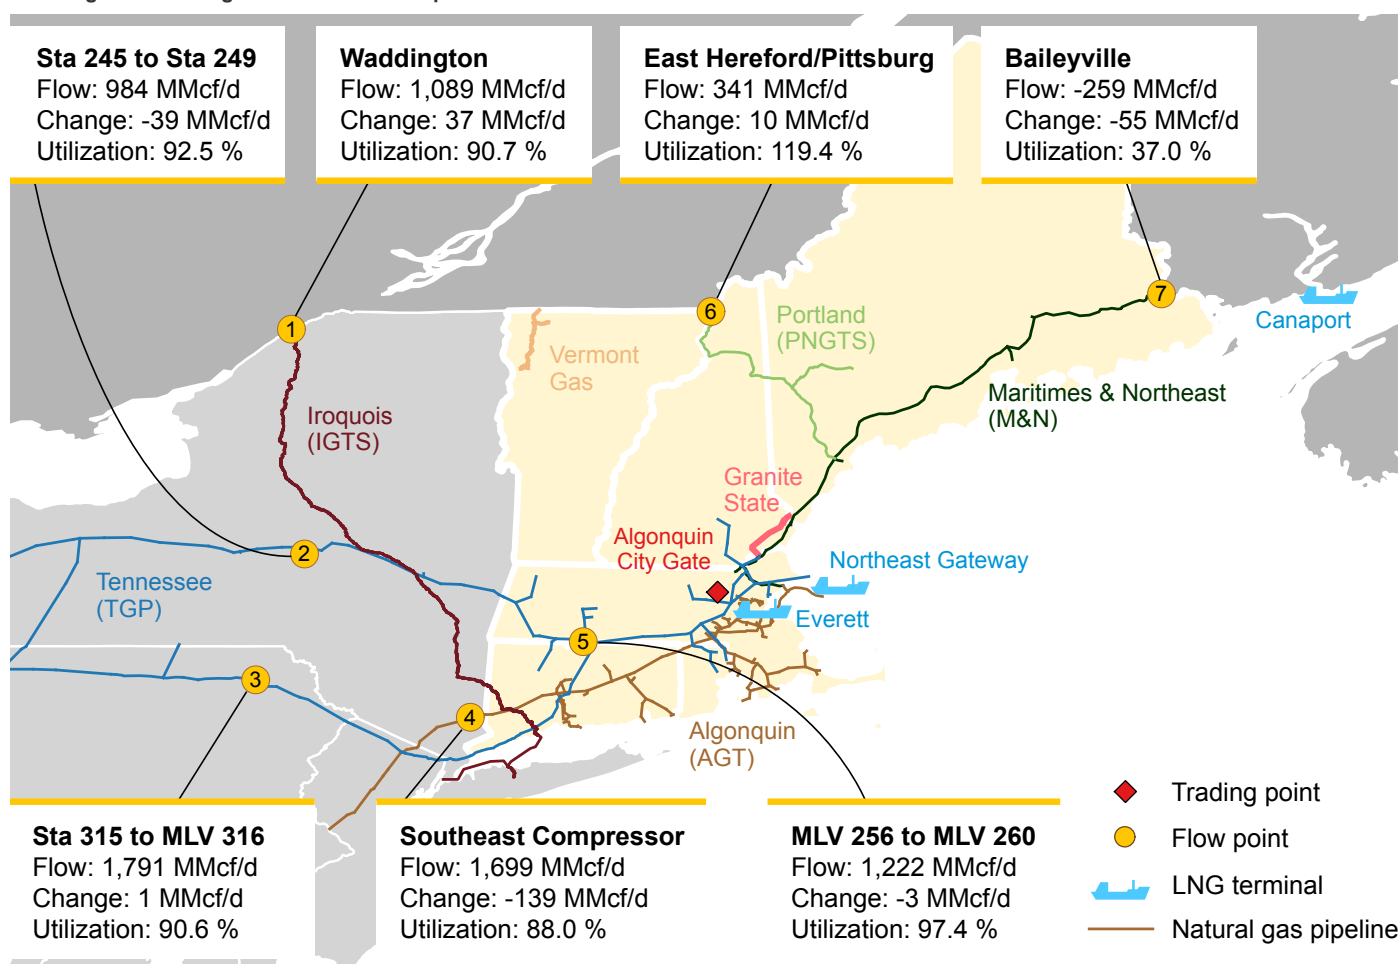 Sta 245 to Sta 249
Flow: 984 MMcf/d
Change: -39 MMcf/d
Utilization: 92.5 %
Waddington
Flow: 1,089 MMcf/d
Change: 37 MMcf/d
Utilization: 90.7 %
East Hereford/Pittsburg
Flow: 341 MMcf/d
Change: 10 MMcf/d
Utilization: 119.4 %
Baileyville
Flow: -259 MMcf/d
Change: -55 MMcf/d
Utilization: 37.0 %
1
6
7
Canaport
Portland
(PNGTS)
Vermont
Gas
Maritimes & Northeast
(M&N)
Iroquois
(IGTS)
Granite
State
Algonquin
City Gate
2
Northeast Gateway
Tennessee
(TGP)
Everett
5
3
4
Algonquin
(AGT)
Sta 315 to MLV 316
Flow: 1,791 MMcf/d
Change: 1 MMcf/d
Utilization: 90.6 %
Southeast Compressor
Flow: 1,699 MMcf/d
Change: -139 MMcf/d
Utilization: 88.0 %
MLV 256 to MLV 260
Flow: 1,222 MMcf/d
Change: -3 MMcf/d
Utilization: 97.4 %
Trading point
Flow point
LNG terminal
Natural gas pipeline